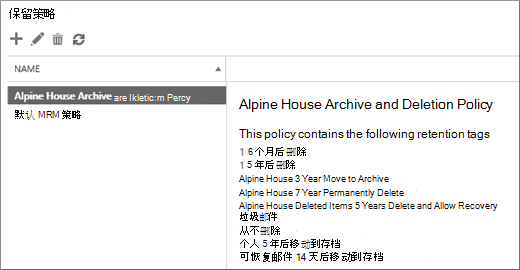 保留策略
NAME
Alpine House Archive are Ikletic:m Percy
默认 MRM 策略
Alpine House Archive and Deletion Policy
This policy contains the following retention tags
1 6 个月后删除
1 5 年后删除
Alpine House 3 Year Move to Archive
Alpine House 7 Year Permanently Delete
Alpine House Deleted Items 5 Years Delete and Allow Recovery
垃圾邮件
从不删除
个人 5 年后移动到存档
可恢复邮件 14 天后移动到存档